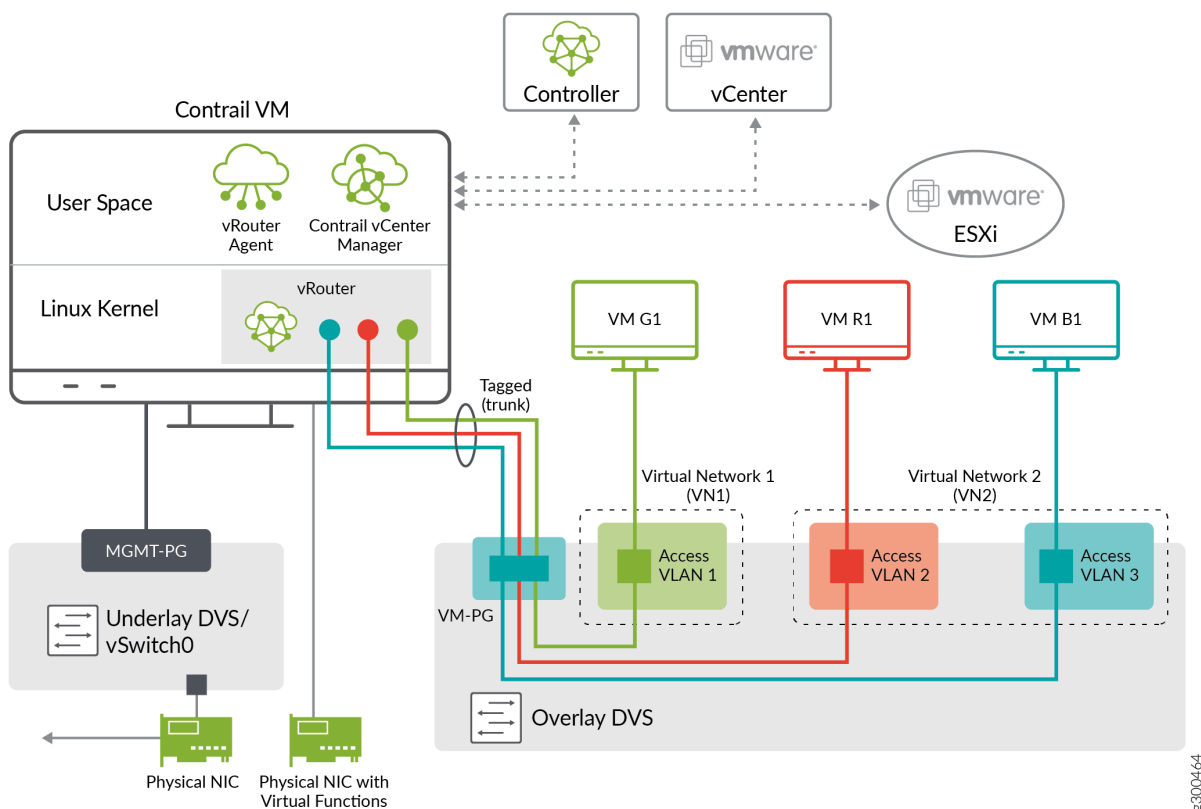 vmware®
Controller
vCenter
Contrail VM
User Space
vRouter
Agent
Contrail vCenter
Manager
vmware®
ESXi
Linux Kernel
vRouter
VM G1
VM R1
VM B1
Tagged
(trunk)
Virtual Network 1
(VN1)
Virtual Network 2
(VN2)
MGMT-PG
Access
VLAN 1
Access
VLAN 2
Access
VLAN 3
VM-PG
Underlay DVS/
vSwitch0
Overlay DVS
Physical NIC
Physical NIC with
Virtual Functions
g300464